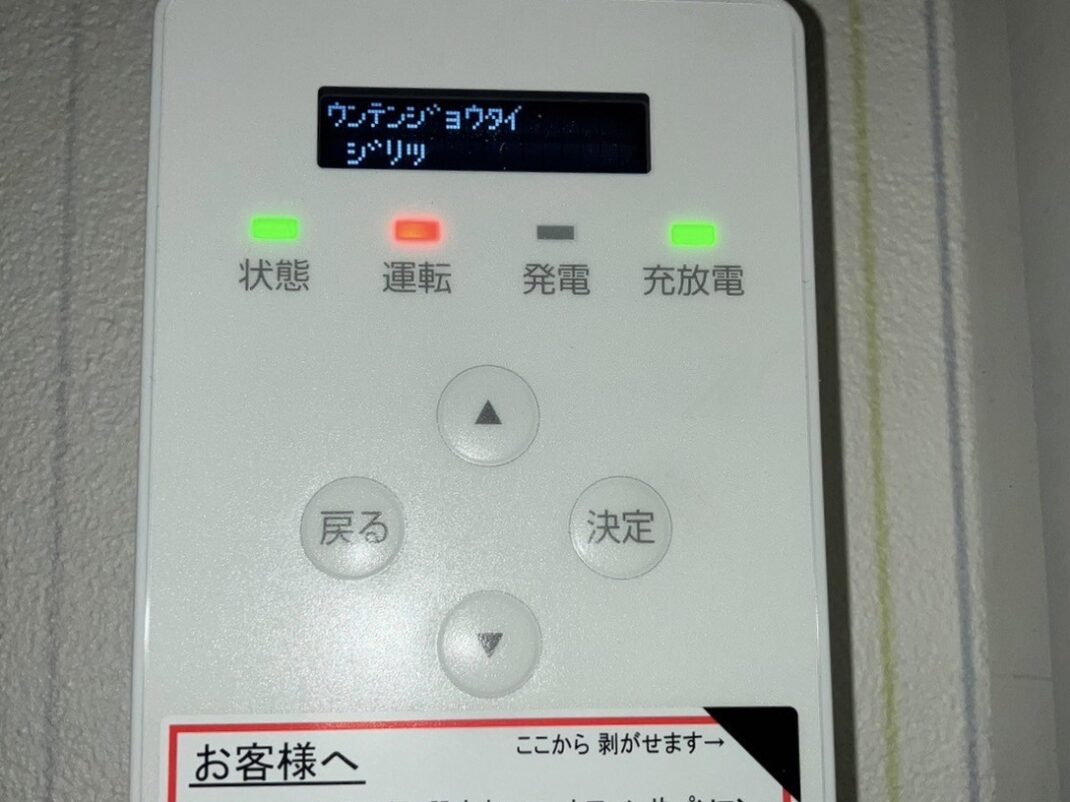 ウンテンジョウタイ
ジリツ
状態 運転 発電 充放電
▲
戻る 決定
▼
ここから 剥がせます→
お客様へ